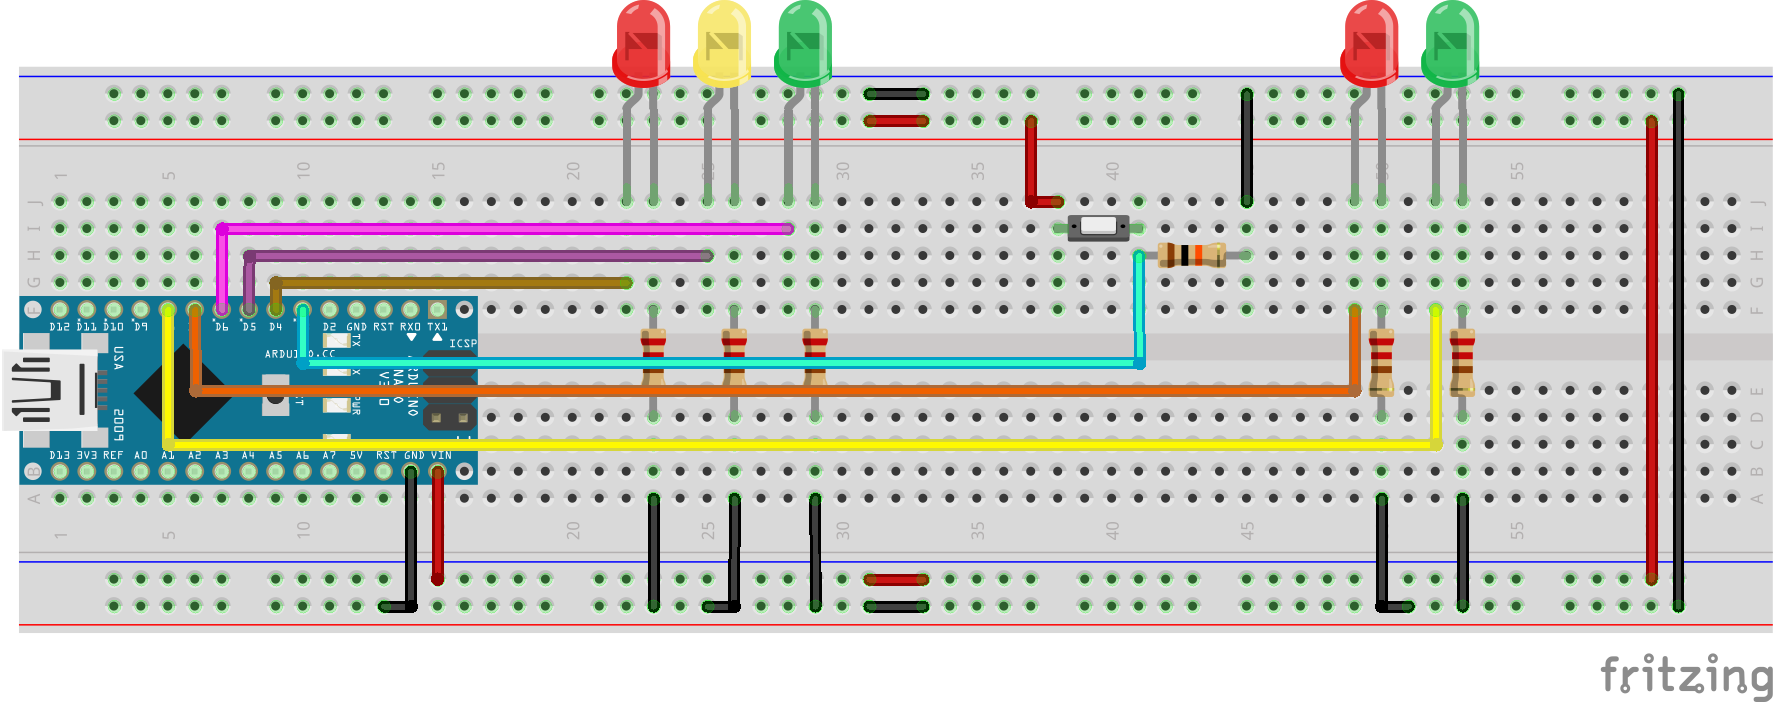 1 5 10 15 20 25 30 35 40 45 50 55
J J
I I
H H
G G
F F
D12 D11 D10 D9 D6 D5 D4 D2 GND RST RX0 TX1
ICSP
ARDUINO.CC
USA
TX
ARDUINO
NANO
V3.0
PWR
RST
E
D
C
D13 3V3 REF A0 A1 A2 A3 A4 A5 A6 A7 5V RST GND VIN
B B
A A
1 5 10 15 20 25 30 35 40 45 50 55
fritzing